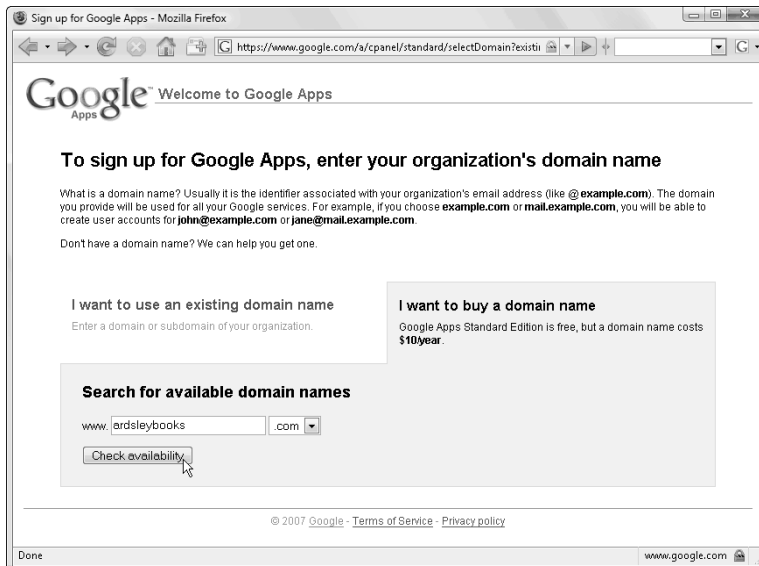 Sign up for Google Apps - Mozilla Firefox
G https://www.google.com/a/cpanel/standard/selectDomain?existi
G
Google™ Apps Welcome to Google Apps
To sign up for Google Apps, enter your organization's domain name
What is a domain name? Usually it is the identifier associated with your organization's email address (like @example.com). The domain
you provide will be used for all your Google services. For example, if you choose example.com or mail.example.com, you will be able to
create user accounts for john@example.com or jane@mail.example.com.
Don't have a domain name? We can help you get one.
I want to use an existing domain name
Enter a domain or subdomain of your organization.
I want to buy a domain name
Google Apps Standard Edition is free, but a domain name costs
$10/year.
Search for available domain names
www. ardsleybooks .com
Check availability
© 2007 Google - Terms of Service - Privacy policy
Done www.google.com